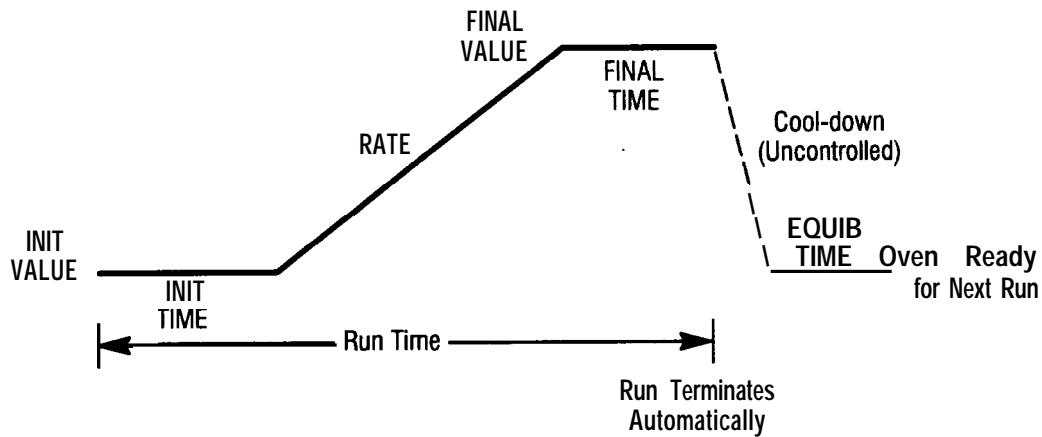 FINAL
VALUE
FINAL
TIME
RATE
Cool-down
(Uncontrolled)
INIT
VALUE
INIT
TIME
EQUIB
TIME Oven Ready
for Next Run
Run Time
Run Terminates
Automatically